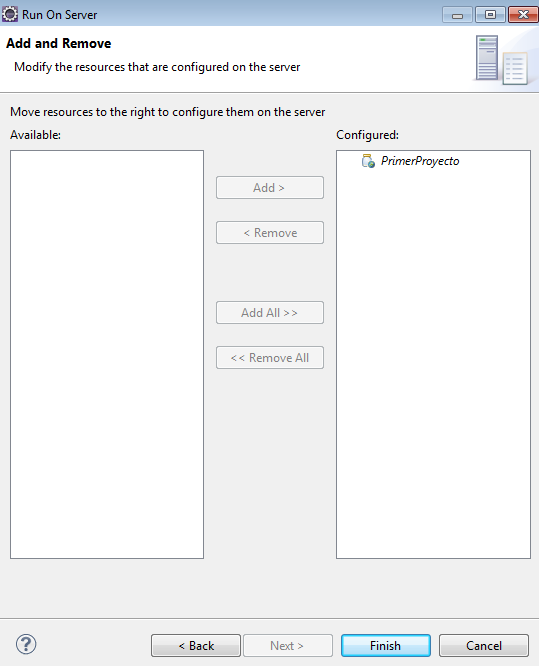 Run On Server
Add and Remove
Modify the resources that are configured on the server
Move resources to the right to configure them on the server
Available:
Configured:
PrimerProyecto
Add >
< Remove
Add All >>
<< Remove All
?
< Back
Next >
Finish
Cancel